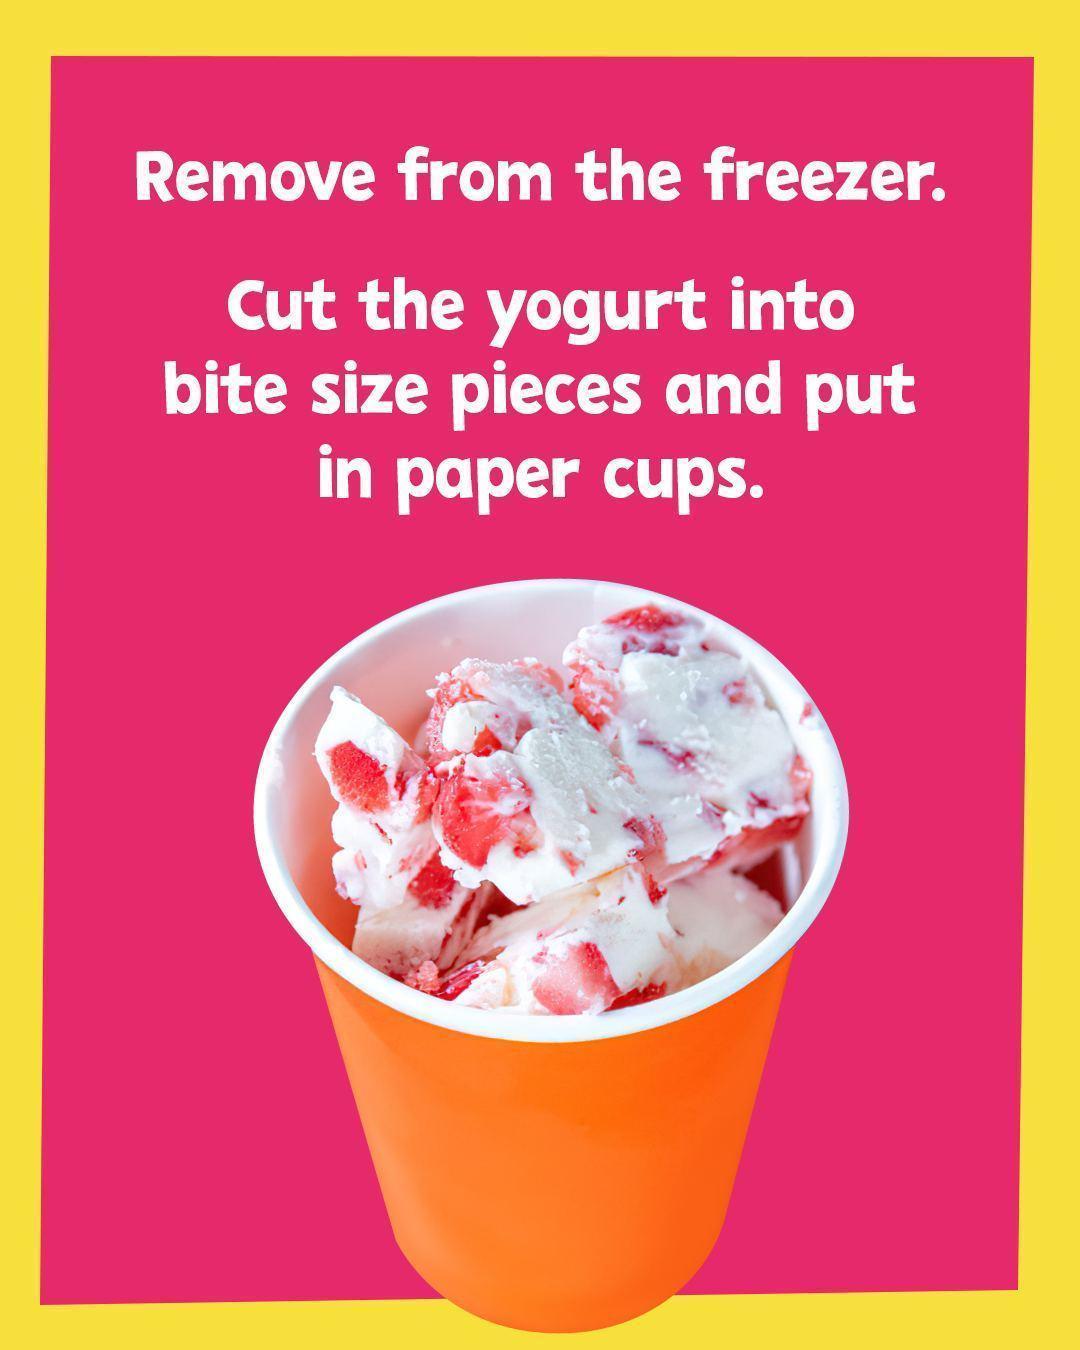 Remove from the freezer.
Cut the yogurt into
bite size pieces and put
in paper cups.